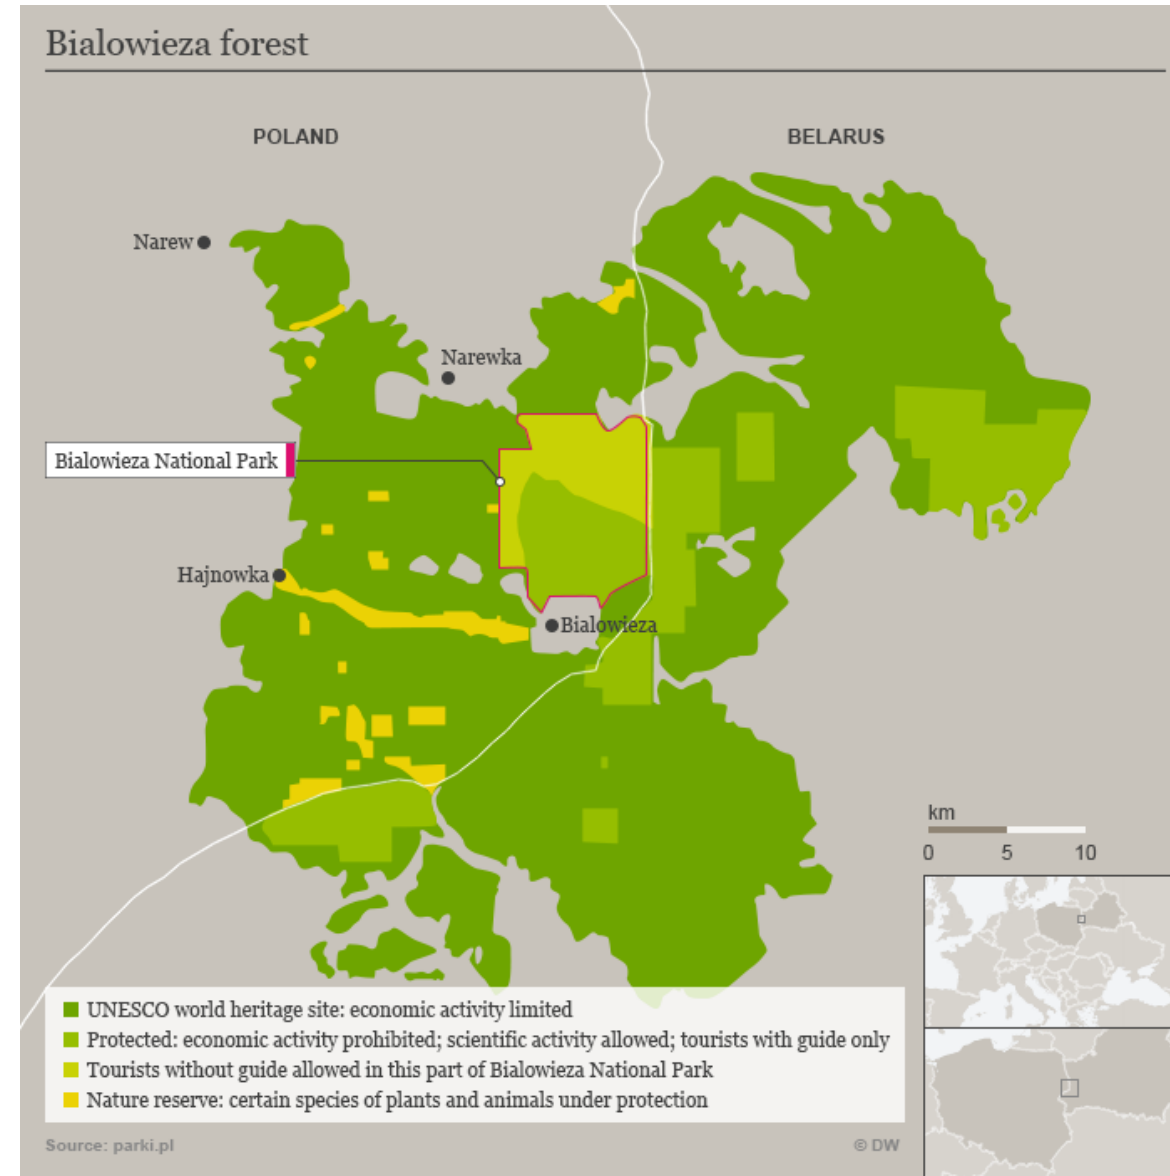 Bialowieza forest
POLAND
BELARUS
Narew
Narewka
Bialowieza National Park
Hajnowka
Bialowieza
km
0 5 10
UNESCO world heritage site: economic activity limited
Protected: economic activity prohibited; scientific activity allowed; tourists with guide only
Tourists without guide allowed in this part of Bialowieza National Park
Nature reserve: certain species of plants and animals under protection
Source: parki.pl
© DW